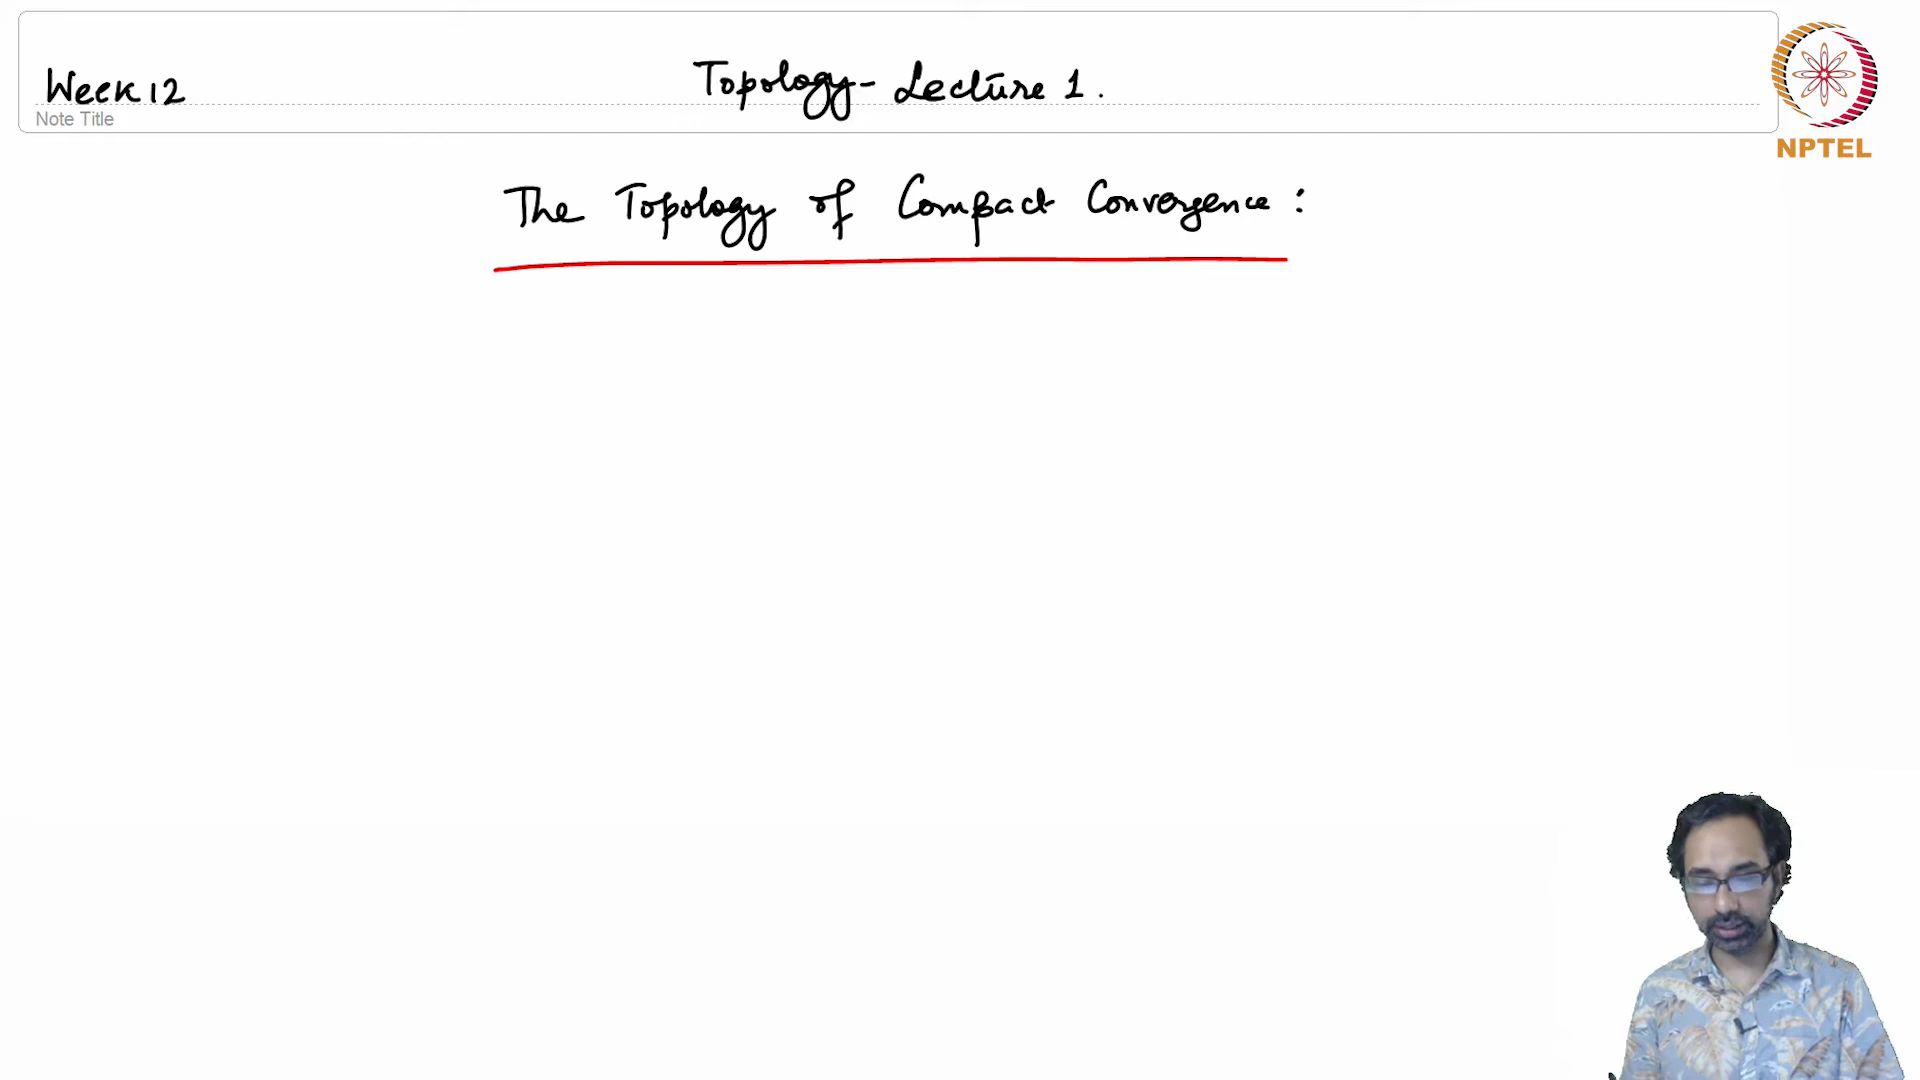 Week 12
Topology - Lecture 1.
Note Title
NPTEL
The Topology of Compact Convergence :